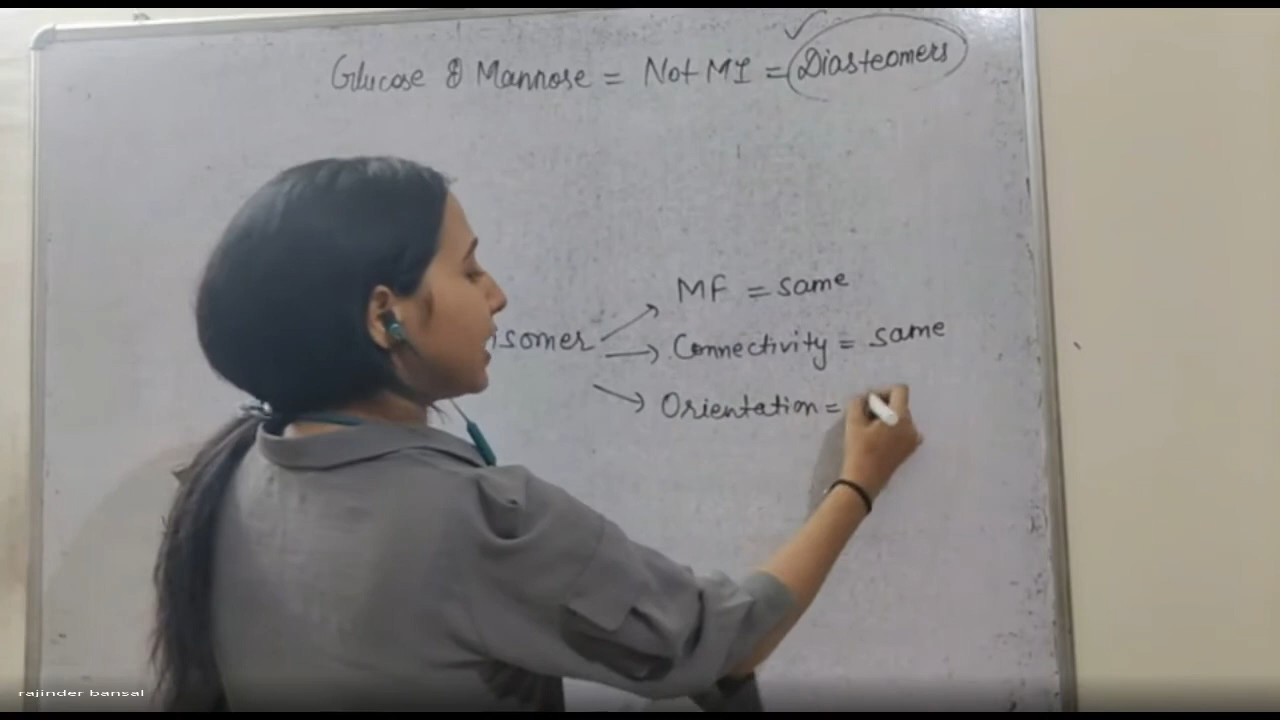 Glucose & Mannose = Not MI = Diasteomers
MF = same
isomer → Connectivity = same
Orientation =
rajinder bansal